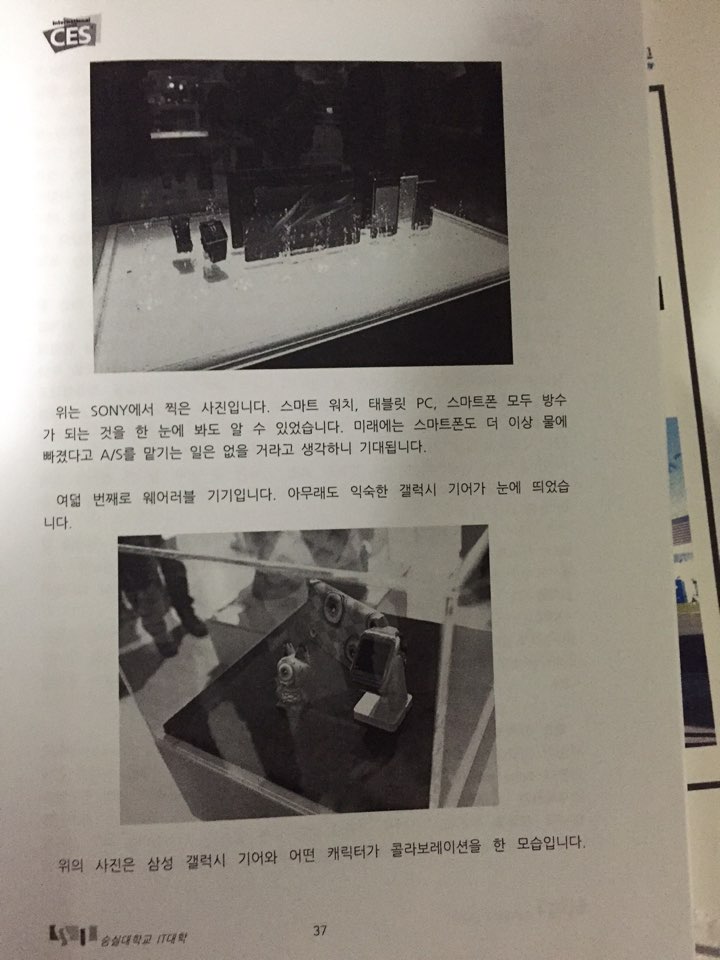 International
CES
위는 SONY에서 찍은 사진입니다. 스마트 워치, 태블릿 PC, 스마트폰 모두 방수
가 되는 것을 한 눈에 봐도 알 수 있었습니다. 미래에는 스마트폰도 더 이상 물에
빠졌다고 A/S를 맡기는 일은 없을 거라고 생각하니 기대됩니다.
여덟 번째로 웨어러블 기기입니다. 아무래도 익숙한 갤럭시 기어가 눈에 띄었습
니다.
위의 사진은 삼성 갤럭시 기어와 어떤 캐릭터가 콜라보레이션을 한 모습입니다.
숭실대학교 IT대학
37